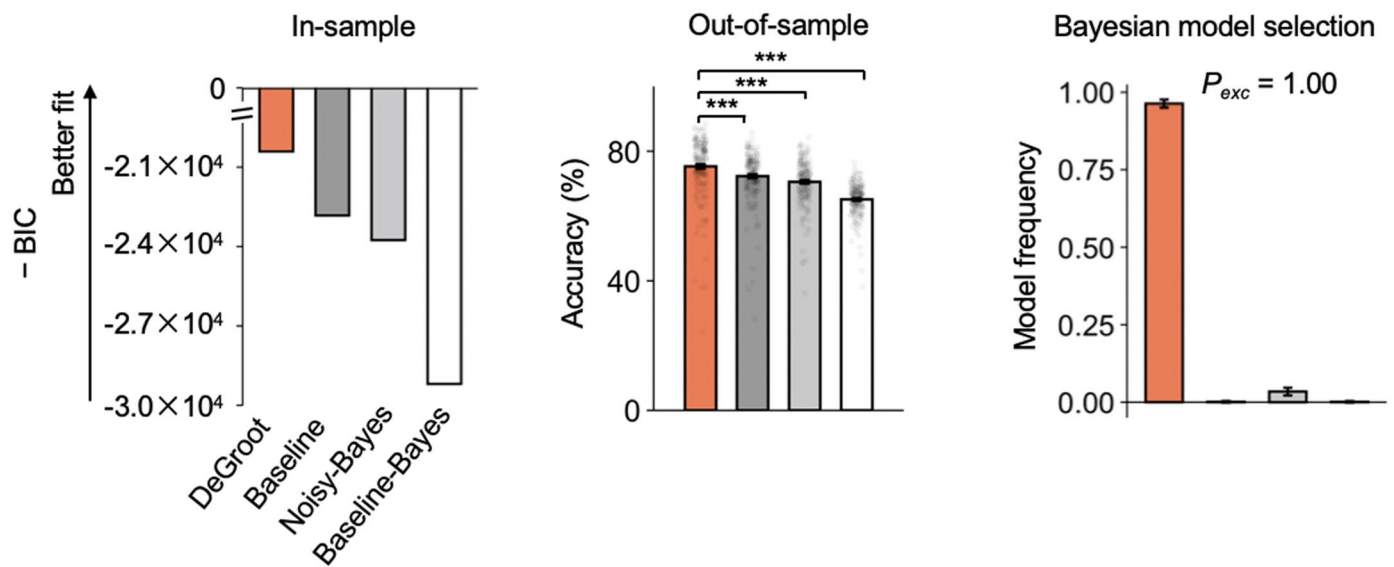 In-sample
– BIC
Better fit
0
-2.1×10⁴
-2.4×10⁴
-2.7×10⁴
-3.0×10⁴
DeGroot
Baseline
Noisy-Bayes
Baseline-Bayes
Out-of-sample
***
***
***
Accuracy (%)
80
40
0
Bayesian model selection
P_exc = 1.00
Model frequency
1.00
0.75
0.50
0.25
0.00